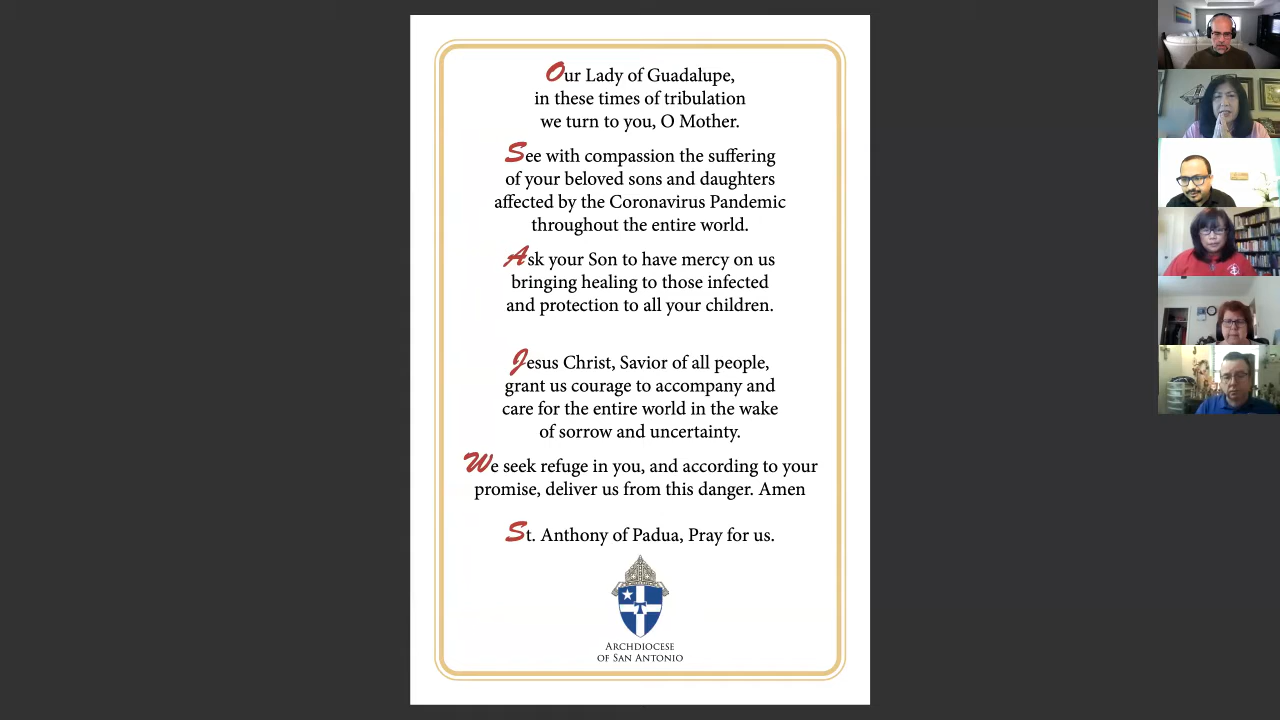 Our Lady of Guadalupe,
in these times of tribulation
we turn to you, O Mother.
See with compassion the suffering
of your beloved sons and daughters
affected by the Coronavirus Pandemic
throughout the entire world.
Ask your Son to have mercy on us
bringing healing to those infected
and protection to all your children.
Jesus Christ, Savior of all people,
grant us courage to accompany and
care for the entire world in the wake
of sorrow and uncertainty.
We seek refuge in you, and according to your
promise, deliver us from this danger. Amen
St. Anthony of Padua, Pray for us.
ARCHDIOCESE
OF SAN ANTONIO